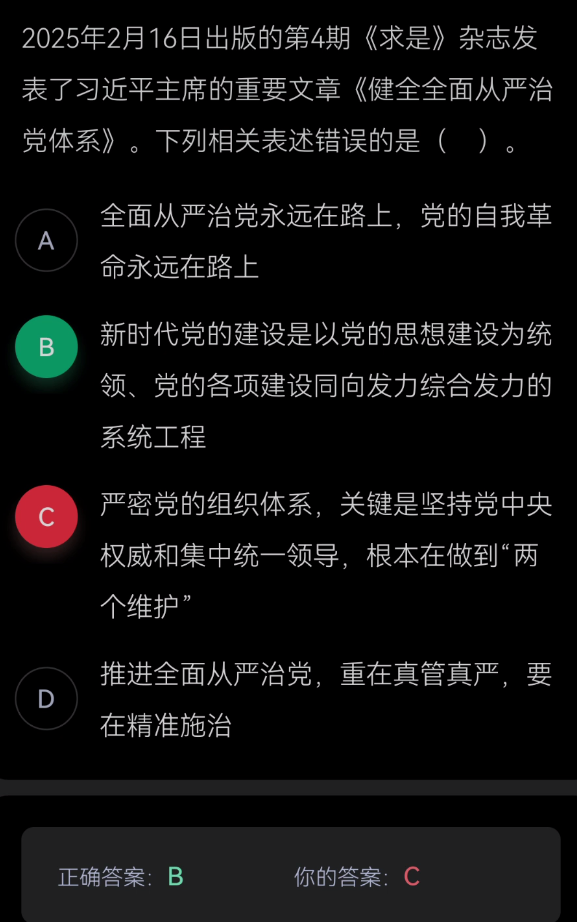 2025年2月16日出版的第4期《求是》杂志发
表了习近平主席的重要文章《健全全面从严治
党体系》。下列相关表述错误的是（　）。
A
全面从严治党永远在路上，党的自我革
命永远在路上
B
新时代党的建设是以党的思想建设为统
领、党的各项建设同向发力综合发力的
系统工程
C
严密党的组织体系，关键是坚持党中央
权威和集中统一领导，根本在做到“两
个维护”
D
推进全面从严治党，重在真管真严，要
在精准施治
正确答案：B 你的答案：C